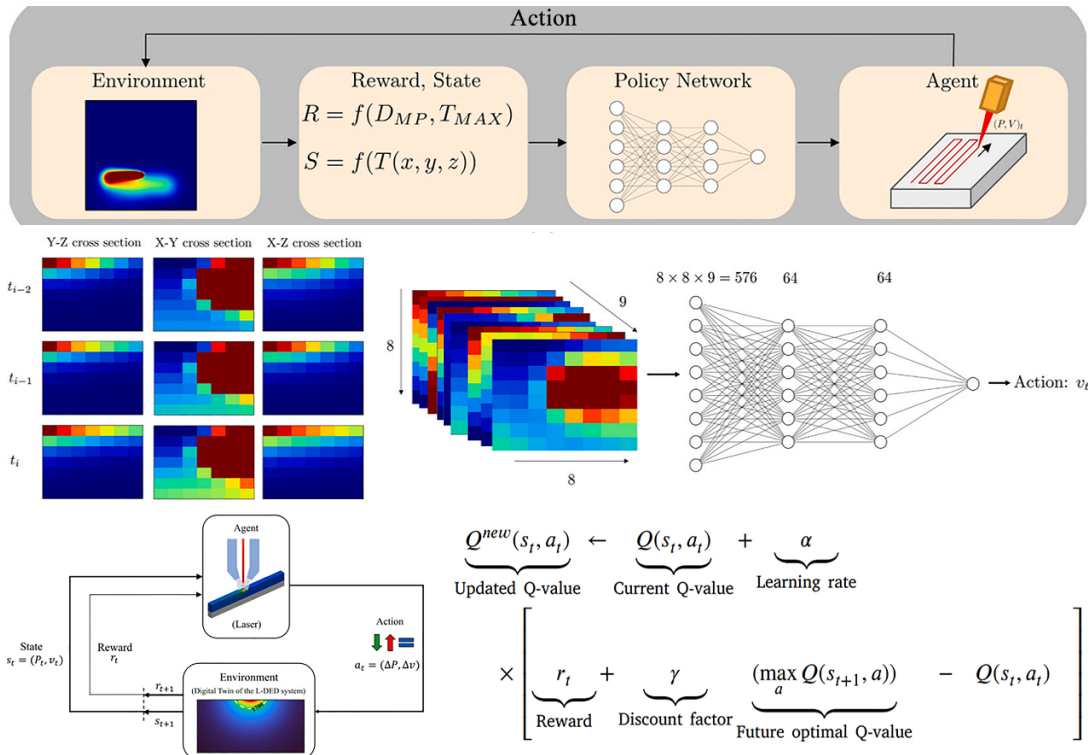 Action
Environment
Reward, State
R = f(D_{MP}, T_{MAX})
S = f(T(x, y, z))
Policy Network
Agent
(P, V)_t
Y-Z cross section X-Y cross section X-Z cross section
t_{i-2}
t_{i-1}
t_i
8
9
8
8 × 8 × 9 = 576 64 64
Action: v_t
Agent
(Laser)
State
s_t = (P_t, v_t)
Reward
r_t
Action
a_t = (ΔP, Δv)
r_{t+1}
s_{t+1}
Environment
(Digital Twin of the L-DED system)
Q^{new}(s_t, a_t) ← Q(s_t, a_t) + α
Updated Q-value Current Q-value Learning rate
× [ r_t + γ (max_a Q(s_{t+1}, a)) − Q(s_t, a_t) ]
Reward Discount factor Future optimal Q-value